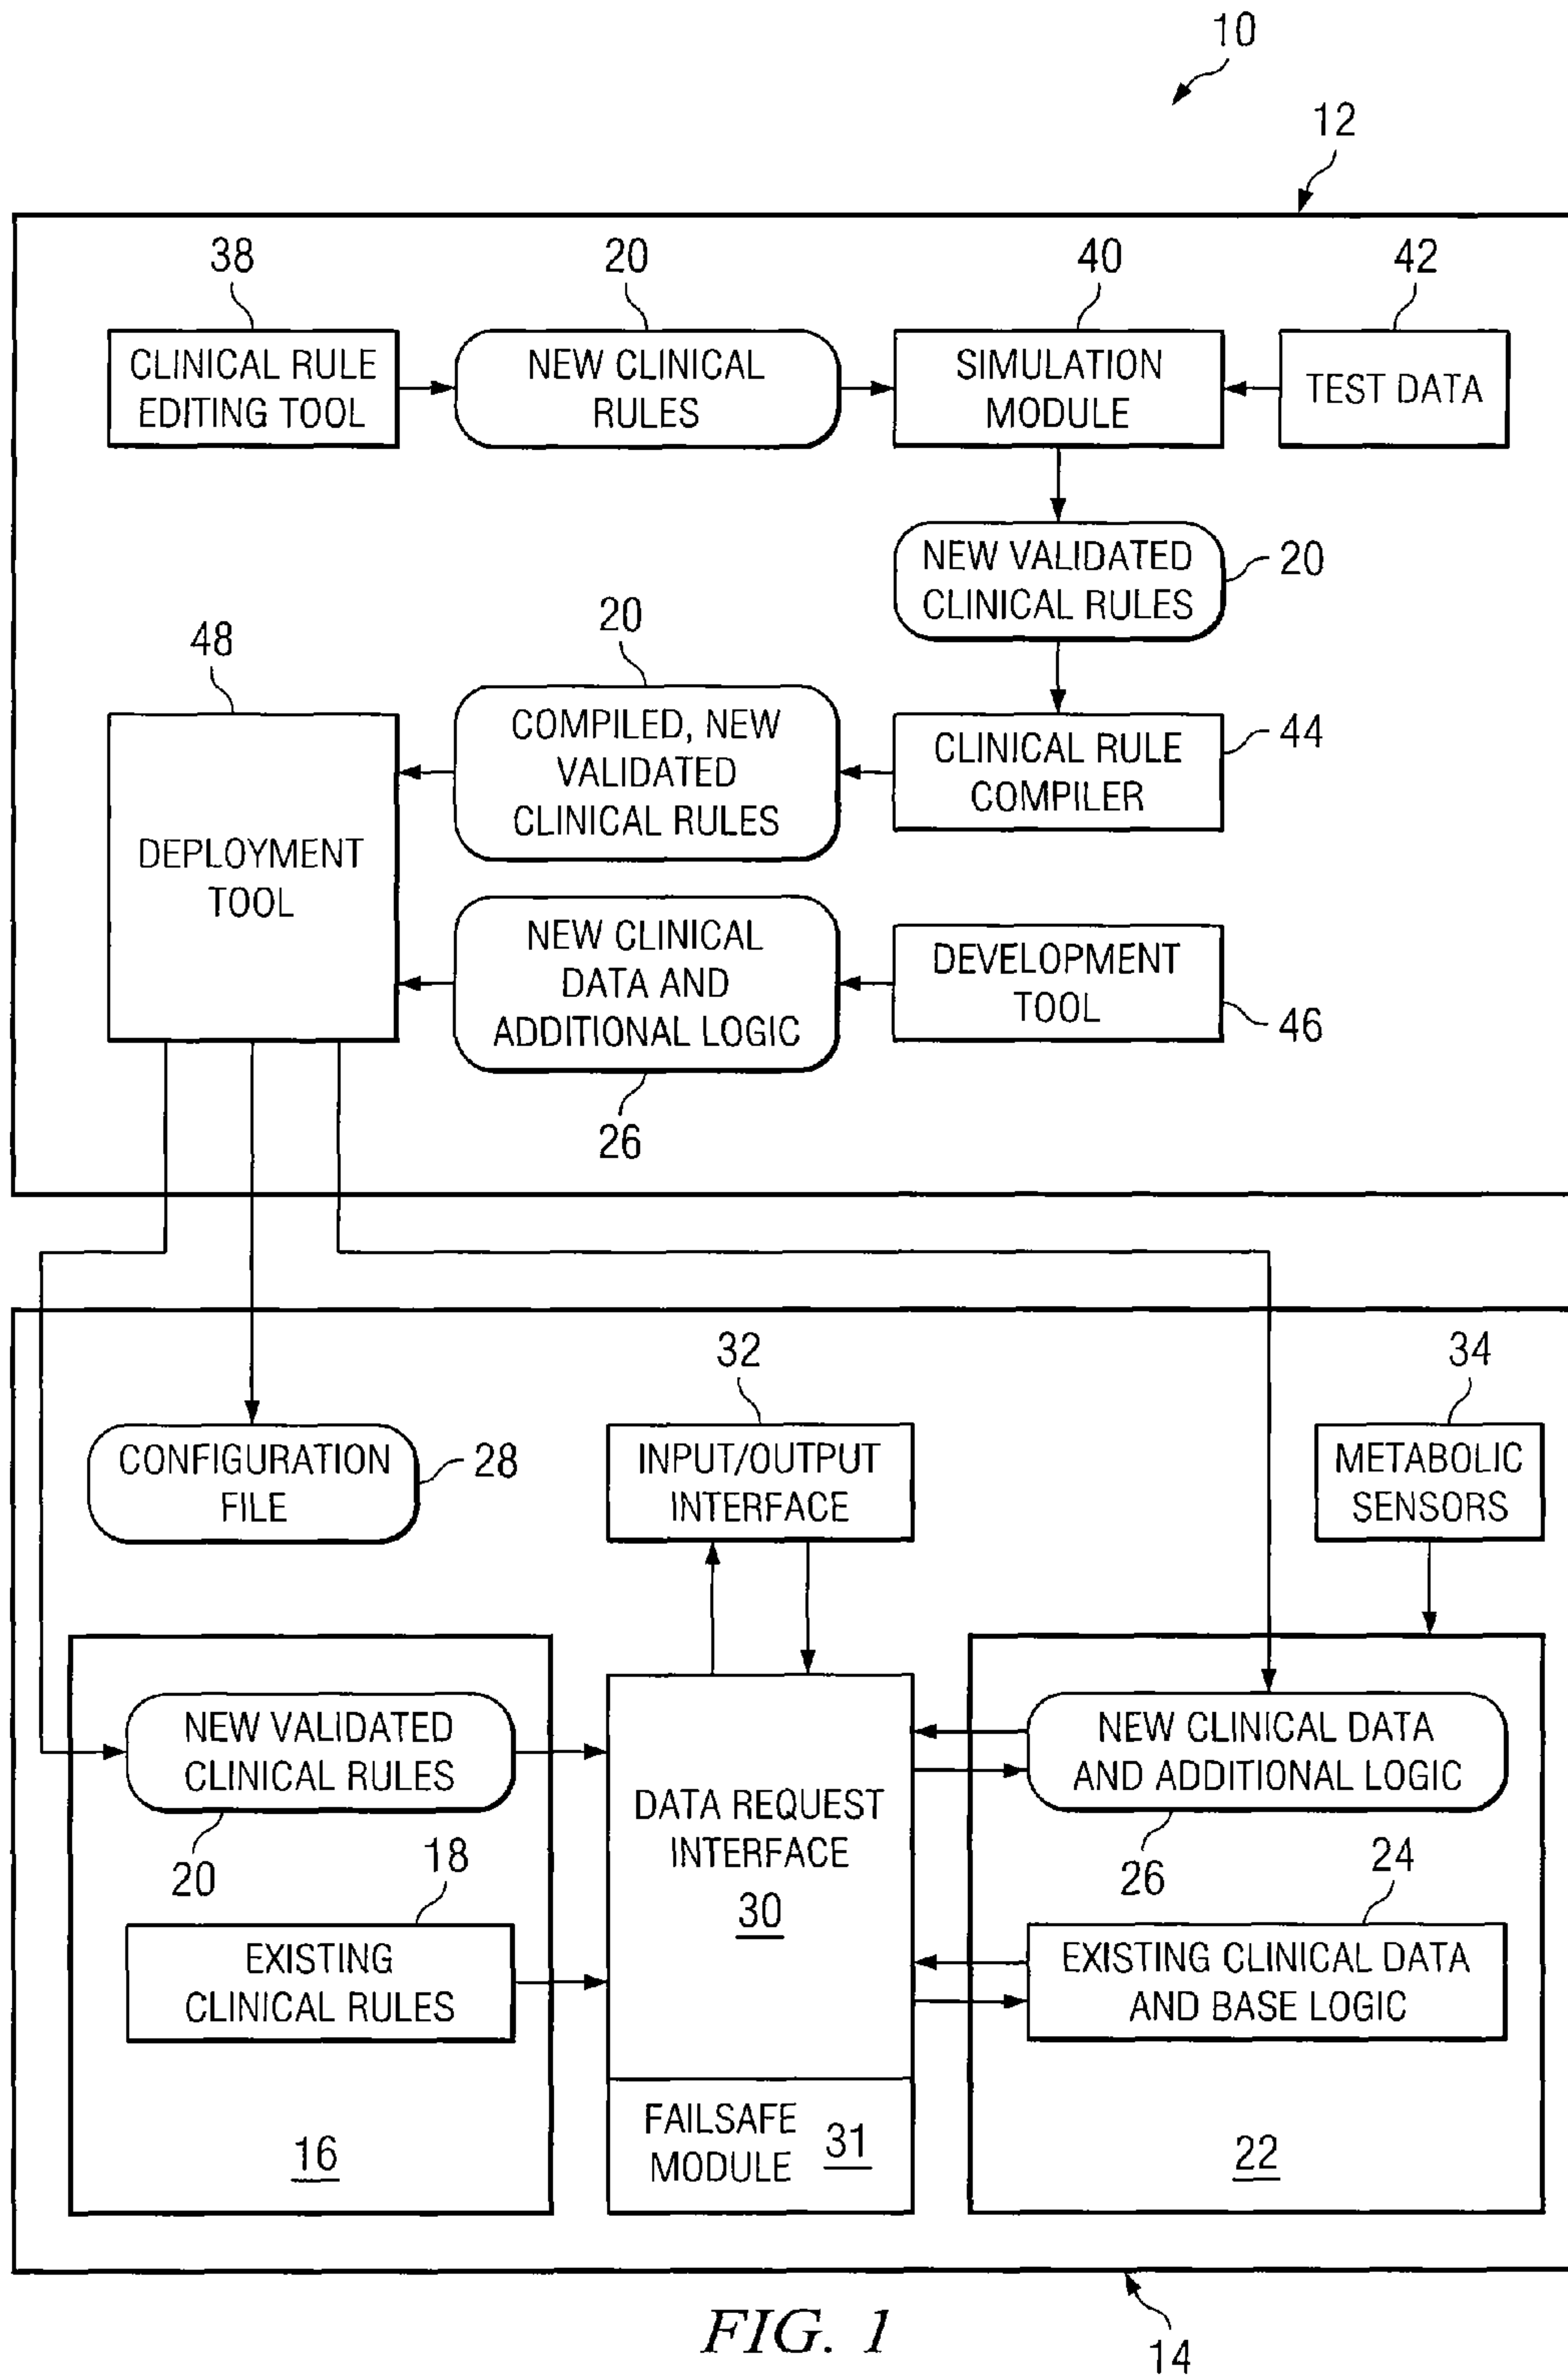 10
12
38
20
40
42
CLINICAL RULE
EDITING TOOL
NEW CLINICAL
RULES
SIMULATION
MODULE
TEST DATA
NEW VALIDATED
CLINICAL RULES
20
48
20
COMPILED, NEW
VALIDATED
CLINICAL RULES
CLINICAL RULE
COMPILER
44
DEPLOYMENT
TOOL
NEW CLINICAL
DATA AND
ADDITIONAL LOGIC
DEVELOPMENT
TOOL
46
26
32
34
CONFIGURATION
FILE
28
INPUT/OUTPUT
INTERFACE
METABOLIC
SENSORS
NEW VALIDATED
CLINICAL RULES
20
18
EXISTING
CLINICAL RULES
16
DATA REQUEST
INTERFACE
30
FAILSAFE
MODULE
31
NEW CLINICAL DATA
AND ADDITIONAL LOGIC
26
24
EXISTING CLINICAL DATA
AND BASE LOGIC
22
FIG. 1
14